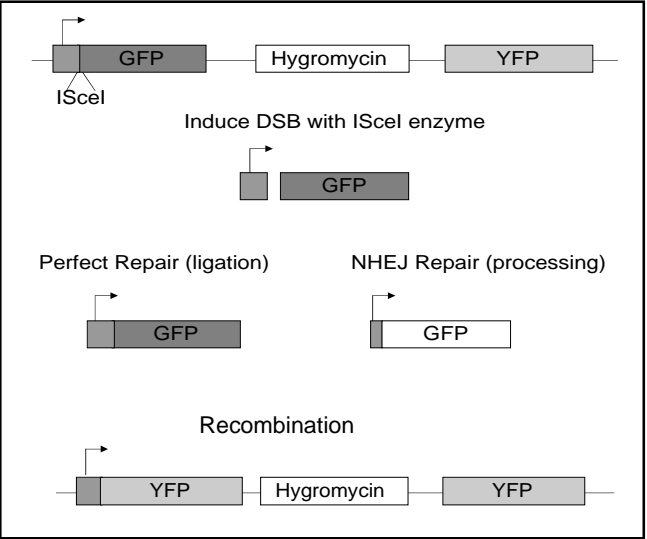 GFP Hygromycin YFP
ISceI
Induce DSB with ISceI enzyme
GFP
Perfect Repair (ligation) NHEJ Repair (processing)
GFP GFP
Recombination
YFP Hygromycin YFP